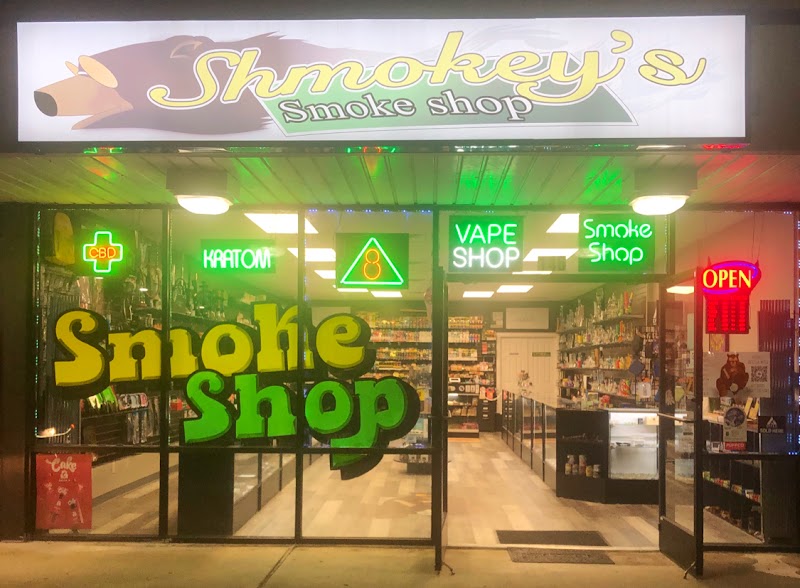 Shmokey's
Smoke shop
CBD
KRATOM
8
VAPE
SHOP
Smoke
Shop
OPEN
Smoke
Shop
Cake